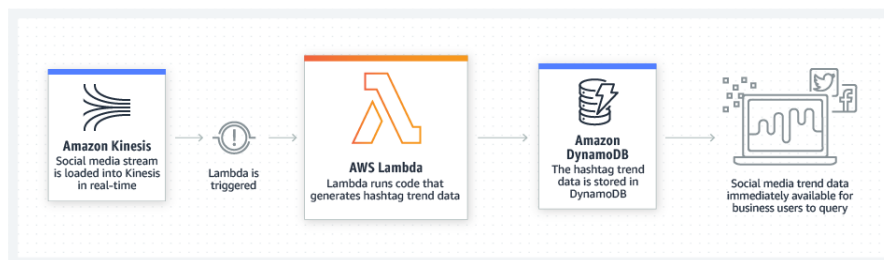 Amazon Kinesis
Social media stream
is loaded into Kinesis
in real-time
Lambda is
triggered
AWS Lambda
Lambda runs code that
generates hashtag trend data
Amazon
DynamoDB
The hashtag trend
data is stored in
DynamoDB
Social media trend data
immediately available for
business users to query